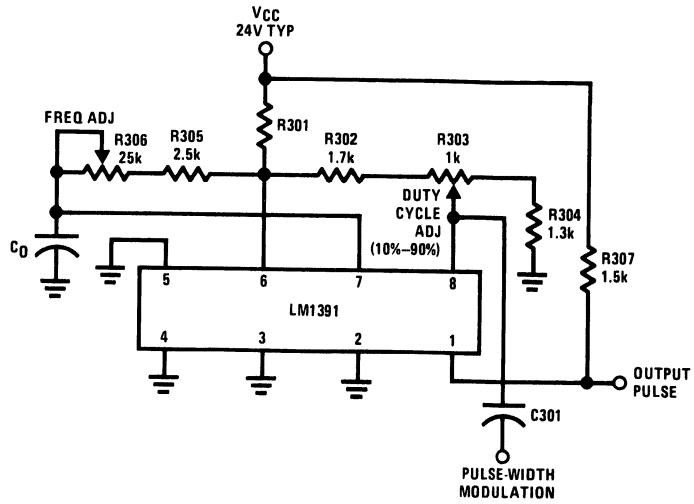 VCC
24V TYP
FREQ ADJ
R306
25k
R305
2.5k
R301
R302
1.7k
R303
1k
DUTY
CYCLE
ADJ
(10%–90%)
R304
1.3k
R307
1.5k
CO
5
6
7
8
LM1391
4
3
2
1
OUTPUT
PULSE
C301
PULSE-WIDTH
MODULATION